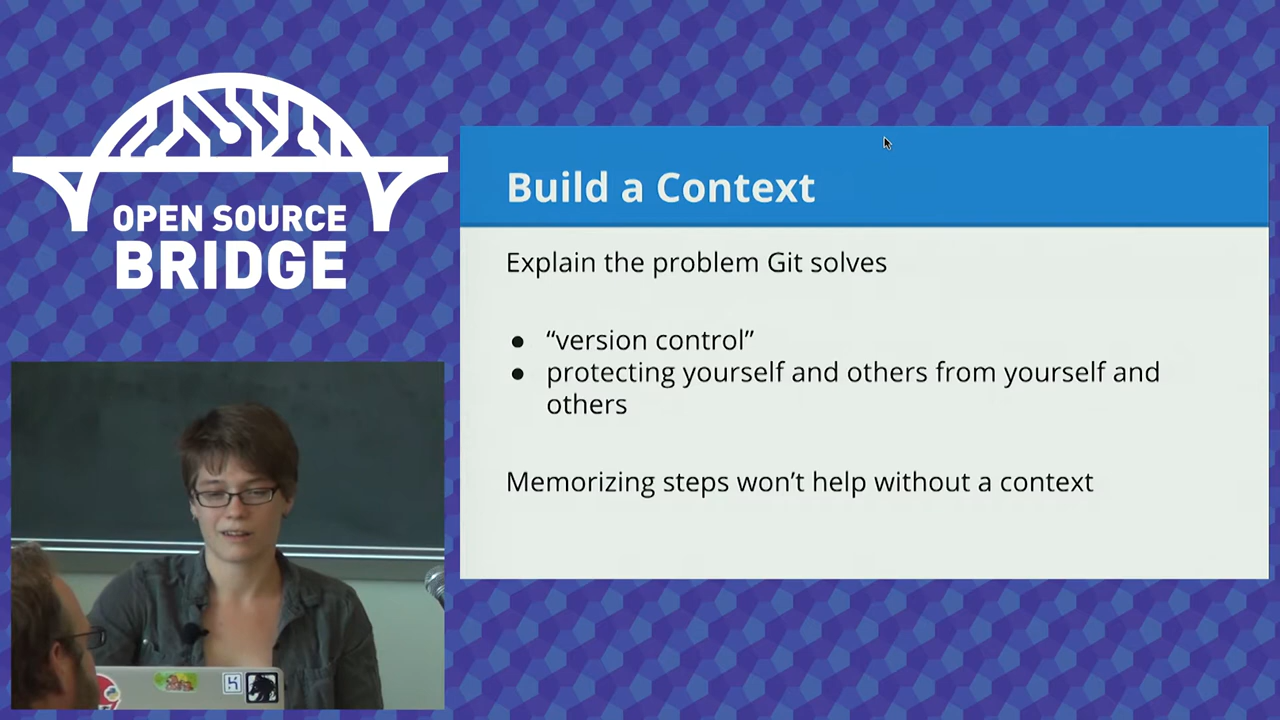 OPEN SOURCE
BRIDGE
Build a Context
Explain the problem Git solves
● “version control”
● protecting yourself and others from yourself and
others
Memorizing steps won’t help without a context